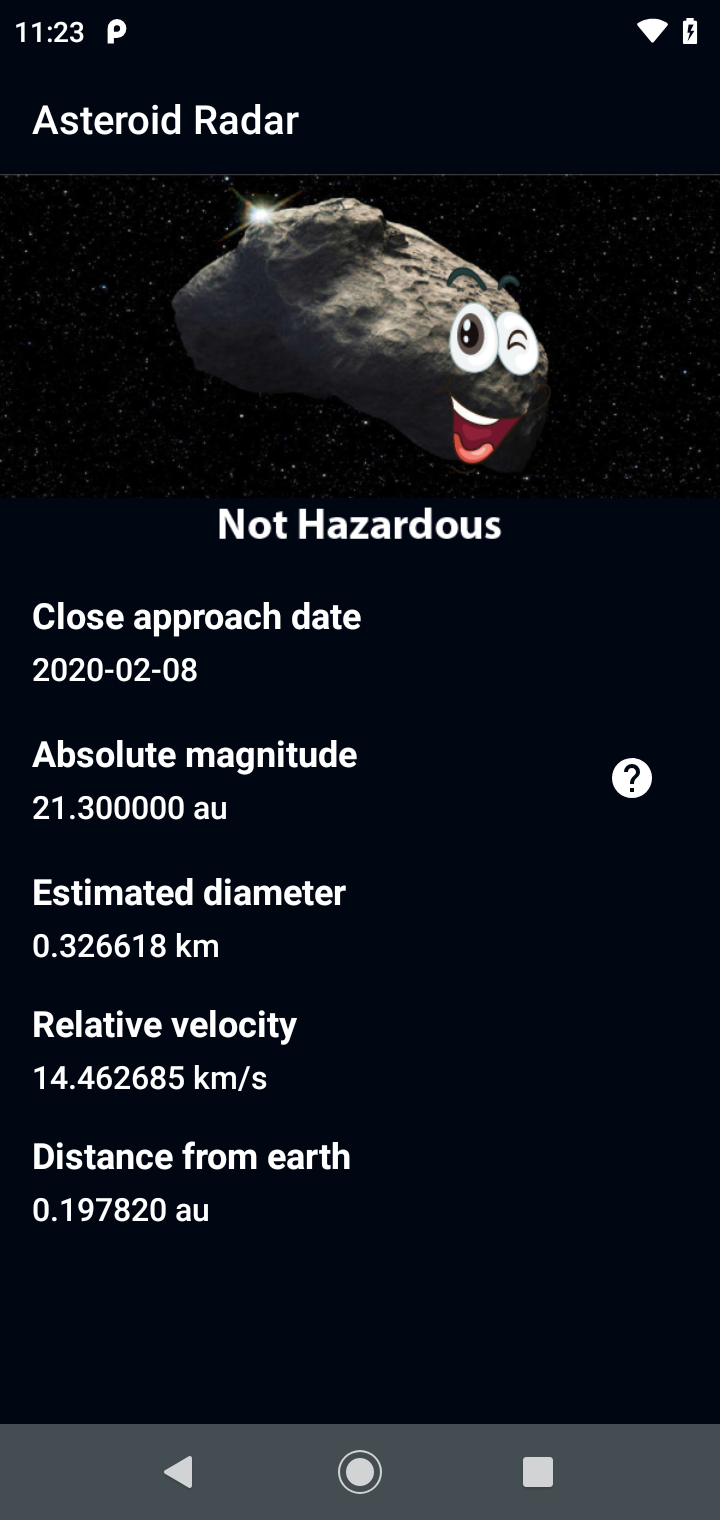 11:23
Asteroid Radar
Not Hazardous
Close approach date
2020-02-08
Absolute magnitude
21.300000 au
?
Estimated diameter
0.326618 km
Relative velocity
14.462685 km/s
Distance from earth
0.197820 au